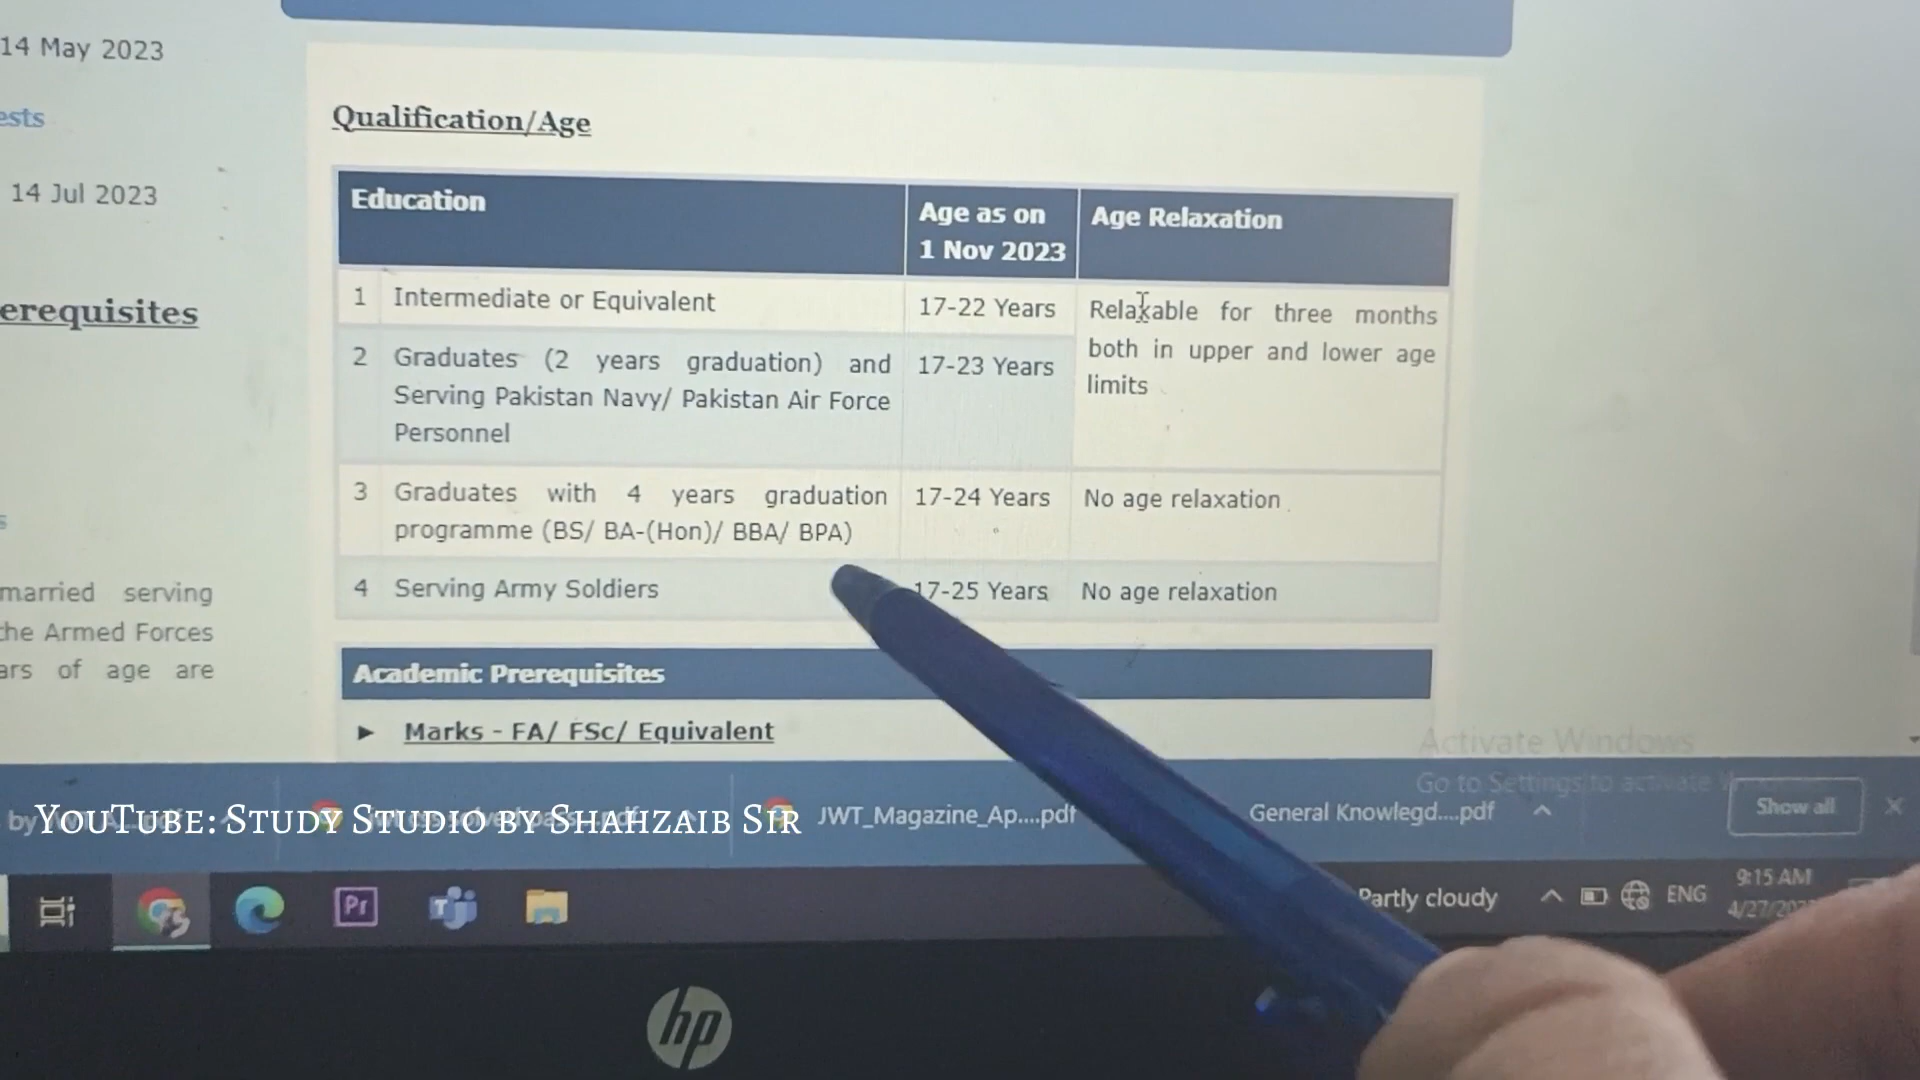 14 May 2023
ests
14 Jul 2023
erequisites
s
married serving
the Armed Forces
ars of age are
Qualification/Age
Education
Age as on
1 Nov 2023
Age Relaxation
1 Intermediate or Equivalent
17-22 Years
Relaxable for three months
both in upper and lower age
limits
2 Graduates (2 years graduation) and
Serving Pakistan Navy/ Pakistan Air Force
Personnel
17-23 Years
3 Graduates with 4 years graduation
programme (BS/ BA-(Hon)/ BBA/ BPA)
17-24 Years
No age relaxation
4 Serving Army Soldiers
17-25 Years
No age relaxation
Academic Prerequisites
► Marks - FA/ FSc/ Equivalent
Activate Windows
Go to Settings to activate
by
YouTube: Study Studio by Shahzaib Sir
JWT_Magazine_Ap....pdf
General Knowlegd....pdf
Show all
Pr
T
Partly cloudy
ENG
9:15 AM
4/27/202
hp